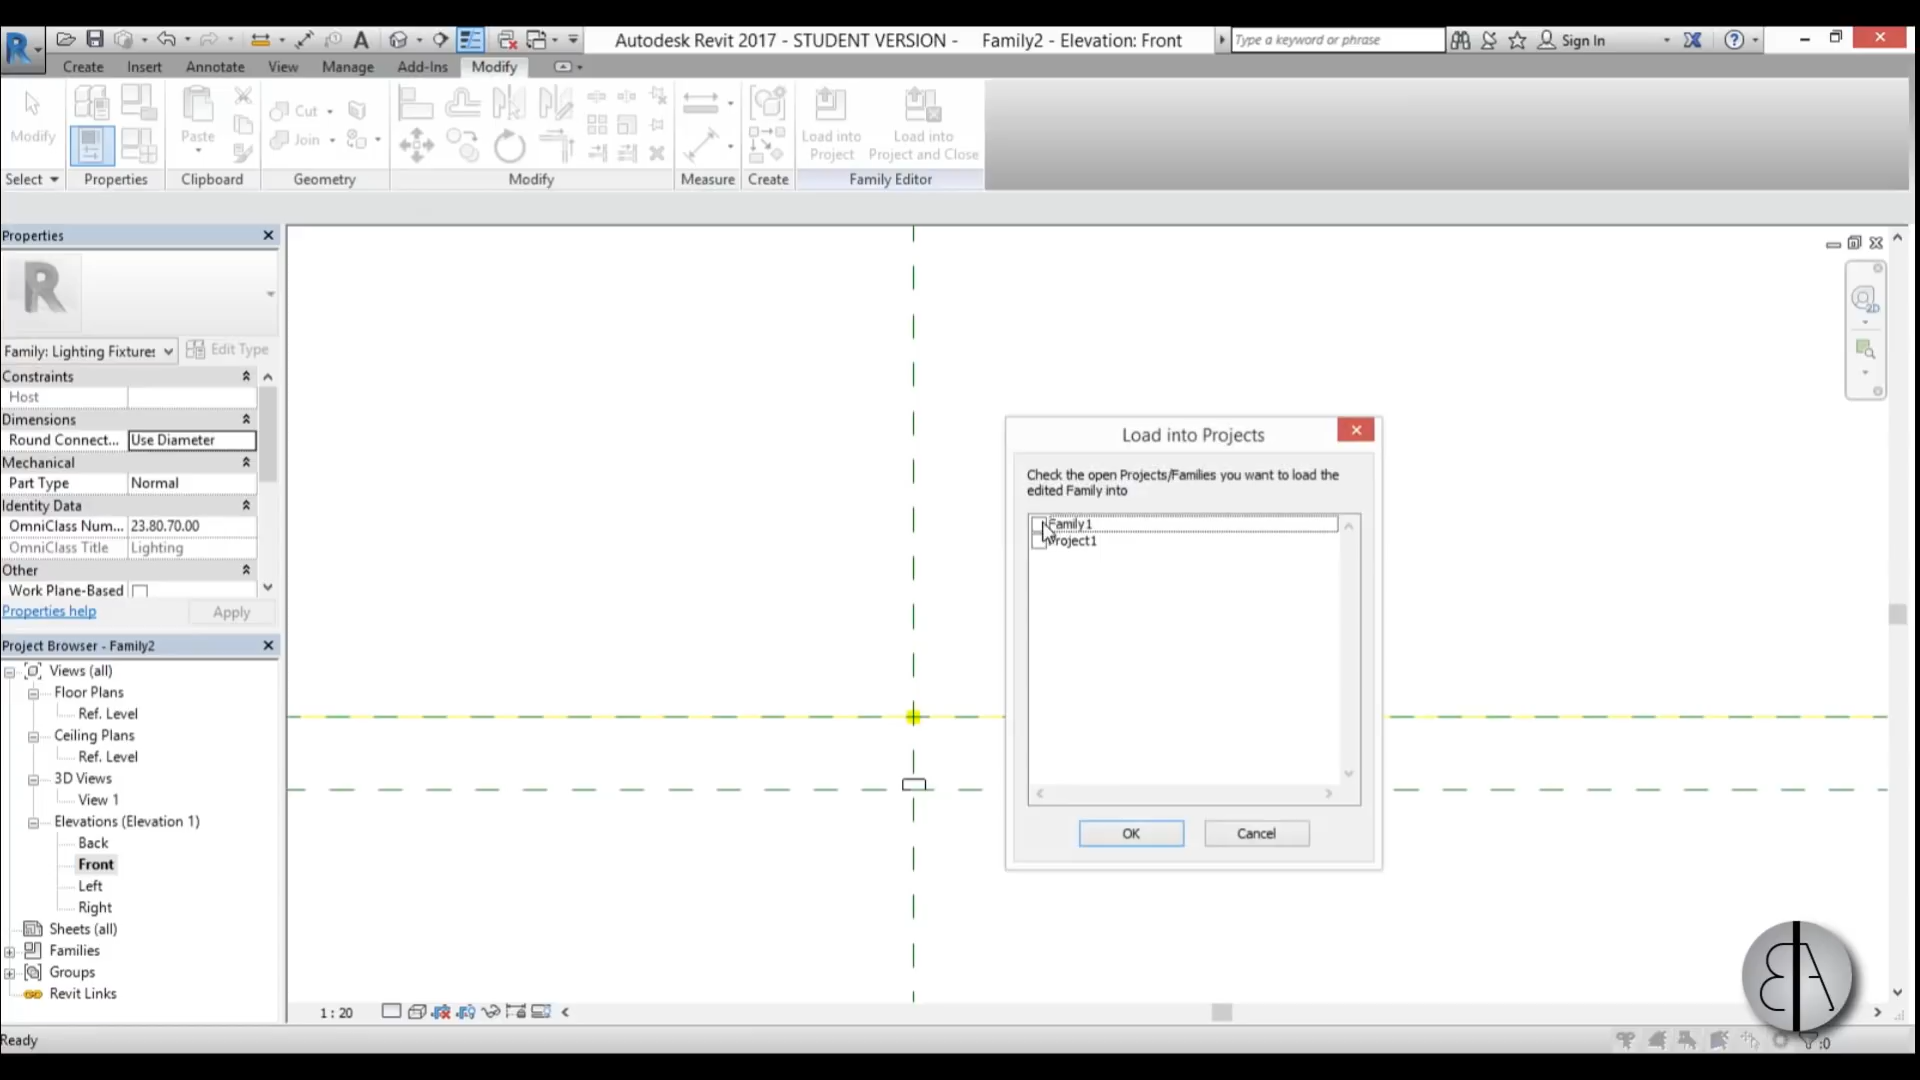 Autodesk Revit 2017 - STUDENT VERSION - Family2 - Elevation: Front
Type a keyword or phrase
Sign In
Create Insert Annotate View Manage Add-Ins Modify
Modify
Paste
Cut
Join
Load into Project
Load into Project and Close
Select Properties Clipboard Geometry Modify Measure Create Family Editor
Properties
Family: Lighting Fixture: Edit Type
Constraints
Host
Dimensions
Round Connect... Use Diameter
Mechanical
Part Type Normal
Identity Data
OmniClass Num... 23.80.70.00
OmniClass Title Lighting
Other
Work Plane-Based
Properties help Apply
Project Browser - Family2
Views (all)
Floor Plans
Ref. Level
Ceiling Plans
Ref. Level
3D Views
View 1
Elevations (Elevation 1)
Back
Front
Left
Right
Sheets (all)
Families
Groups
Revit Links
Load into Projects
Check the open Projects/Families you want to load the
edited Family into
Family1
Project1
OK Cancel
2D
1 : 20
Ready
:0